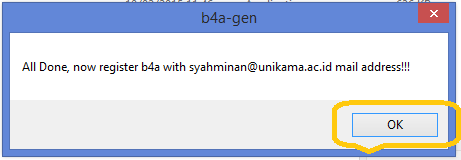 b4a-gen
All Done, now register b4a with syahminan@unikama.ac.id mail address!!!
OK